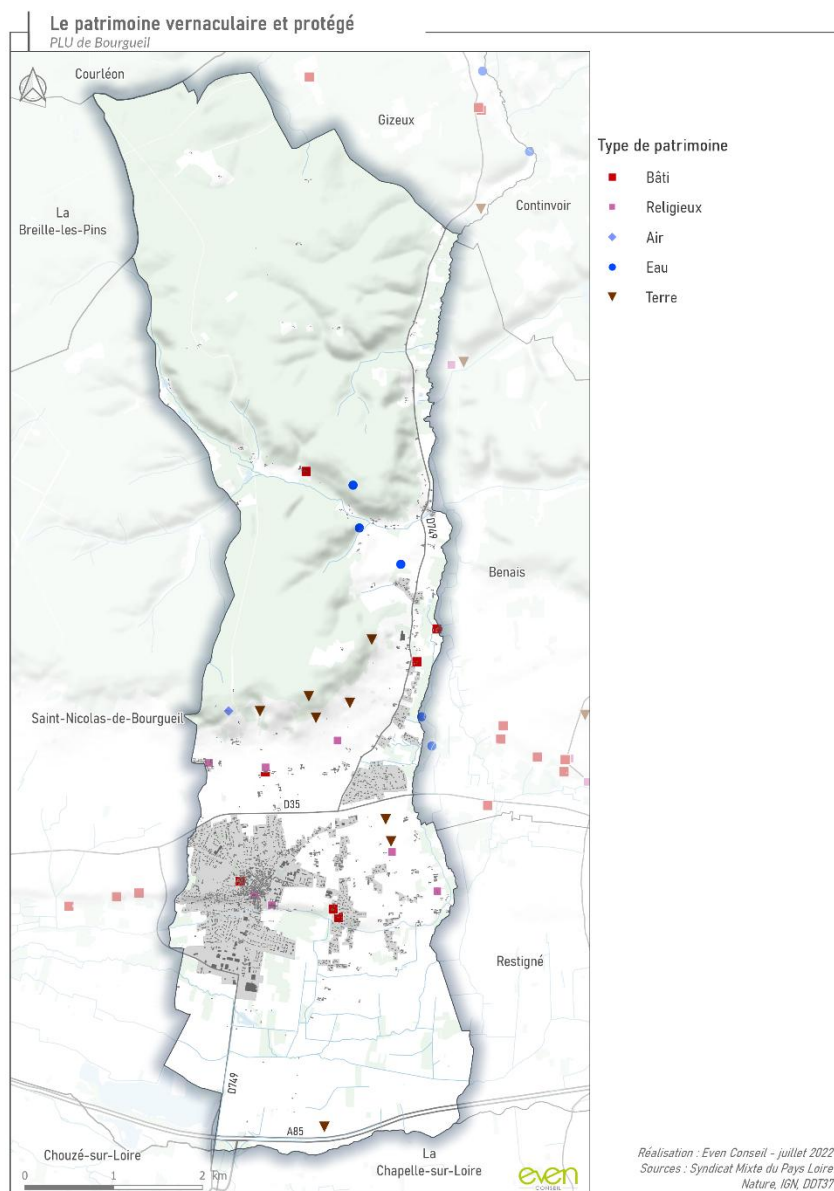 Le patrimoine vernaculaire et protégé
PLU de Bourgueil
Courléon
Gizeux
Continvoir
La
Breille-les-Pins
D749
Benais
Saint-Nicolas-de-Bourgueil
D35
Restigné
D749
A85
Chouzé-sur-Loire
La
Chapelle-sur-Loire
0 1 2 km
even
CONSEIL
Type de patrimoine
Bâti
Religieux
Air
Eau
Terre
Réalisation : Even Conseil - juillet 2022
Sources : Syndicat Mixte du Pays Loire
Nature, IGN, DDT37